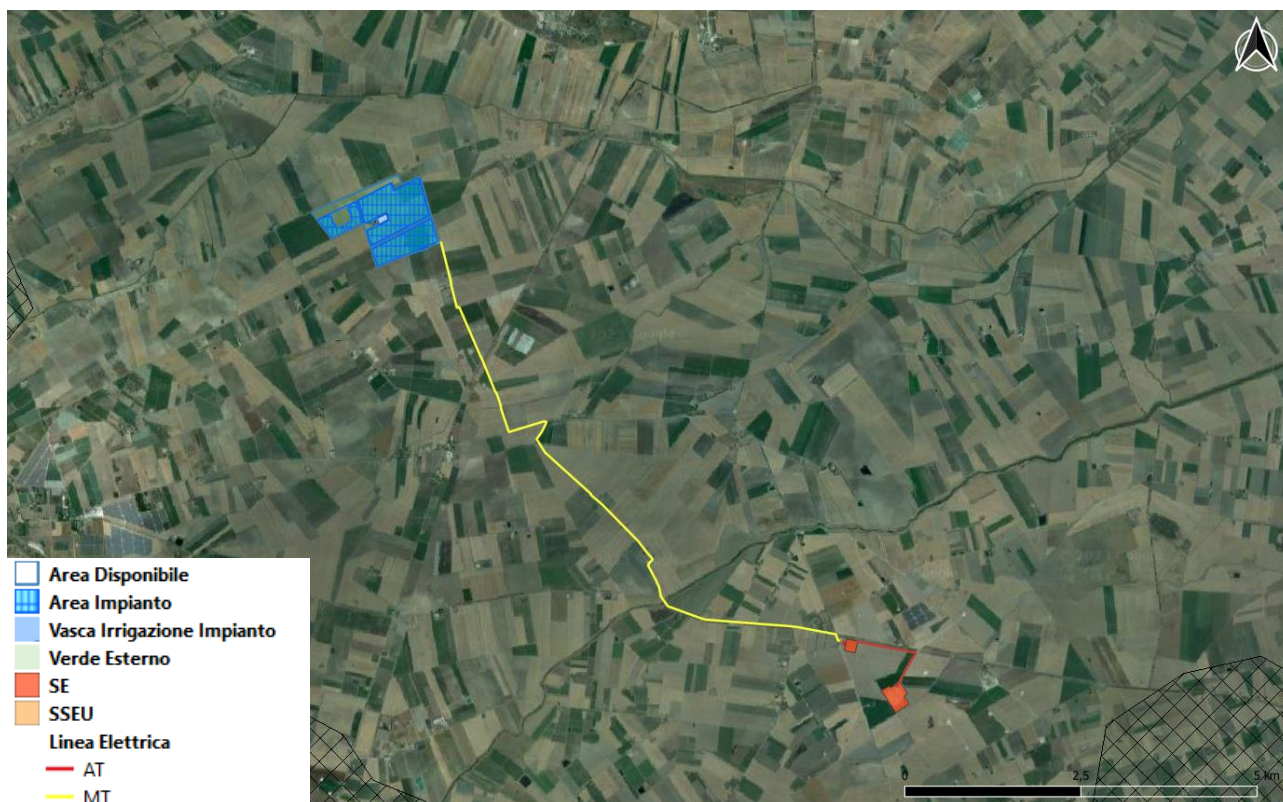 Area Disponibile
Area Impianto
Vasca Irrigazione Impianto
Verde Esterno
SE
SSEU
Linea Elettrica
AT
MT
0 2,5 5 km